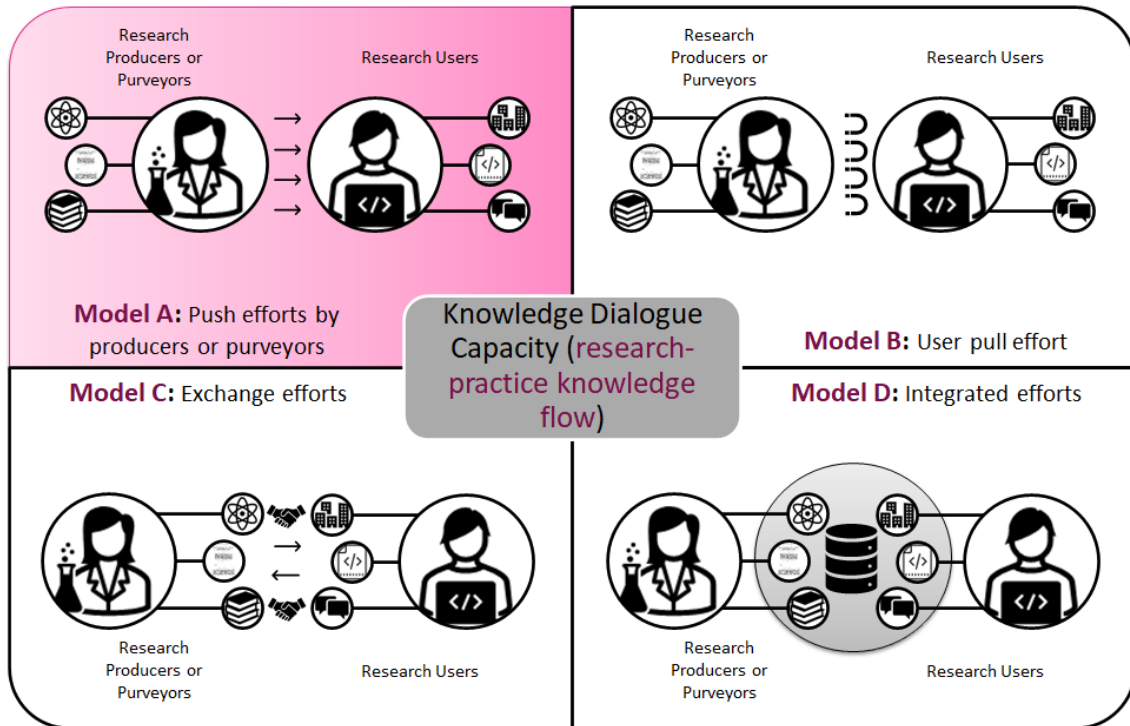 Research
Producers or
Purveyors
Research Users
Research
Producers or
Purveyors
Research Users
</>
</>
</>
</>
Model A: Push efforts by
producers or purveyors
Knowledge Dialogue
Capacity (research-
practice knowledge
flow)
Model B: User pull effort
Model C: Exchange efforts
Model D: Integrated efforts
</>
</>
</>
</>
Research
Producers or
Purveyors
Research Users
Research
Producers or
Purveyors
Research Users